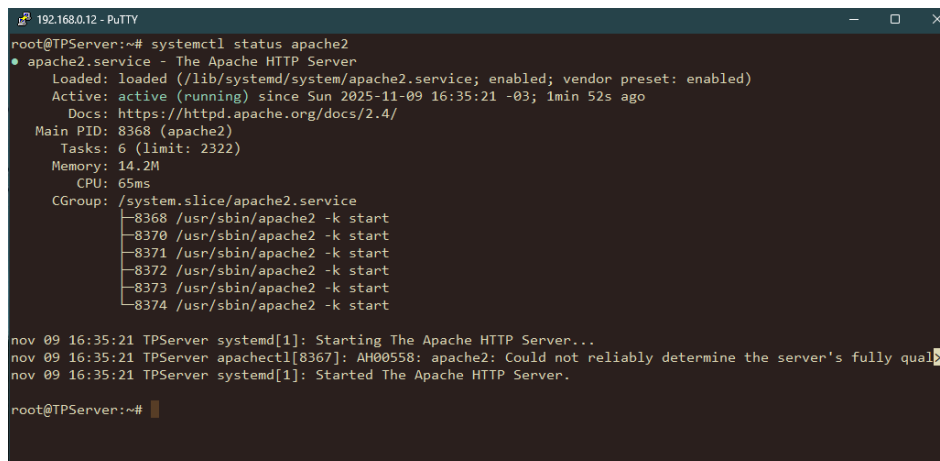 192.168.0.12 - PuTTY
root@TPServer:~# systemctl status apache2
● apache2.service - The Apache HTTP Server
     Loaded: loaded (/lib/systemd/system/apache2.service; enabled; vendor preset: enabled)
     Active: active (running) since Sun 2025-11-09 16:35:21 -03; 1min 52s ago
       Docs: https://httpd.apache.org/docs/2.4/
   Main PID: 8368 (apache2)
      Tasks: 6 (limit: 2322)
     Memory: 14.2M
        CPU: 65ms
     CGroup: /system.slice/apache2.service
             ├─8368 /usr/sbin/apache2 -k start
             ├─8370 /usr/sbin/apache2 -k start
             ├─8371 /usr/sbin/apache2 -k start
             ├─8372 /usr/sbin/apache2 -k start
             ├─8373 /usr/sbin/apache2 -k start
             └─8374 /usr/sbin/apache2 -k start
nov 09 16:35:21 TPServer systemd[1]: Starting The Apache HTTP Server...
nov 09 16:35:21 TPServer apachectl[8367]: AH00558: apache2: Could not reliably determine the server's fully qual>
nov 09 16:35:21 TPServer systemd[1]: Started The Apache HTTP Server.
root@TPServer:~#